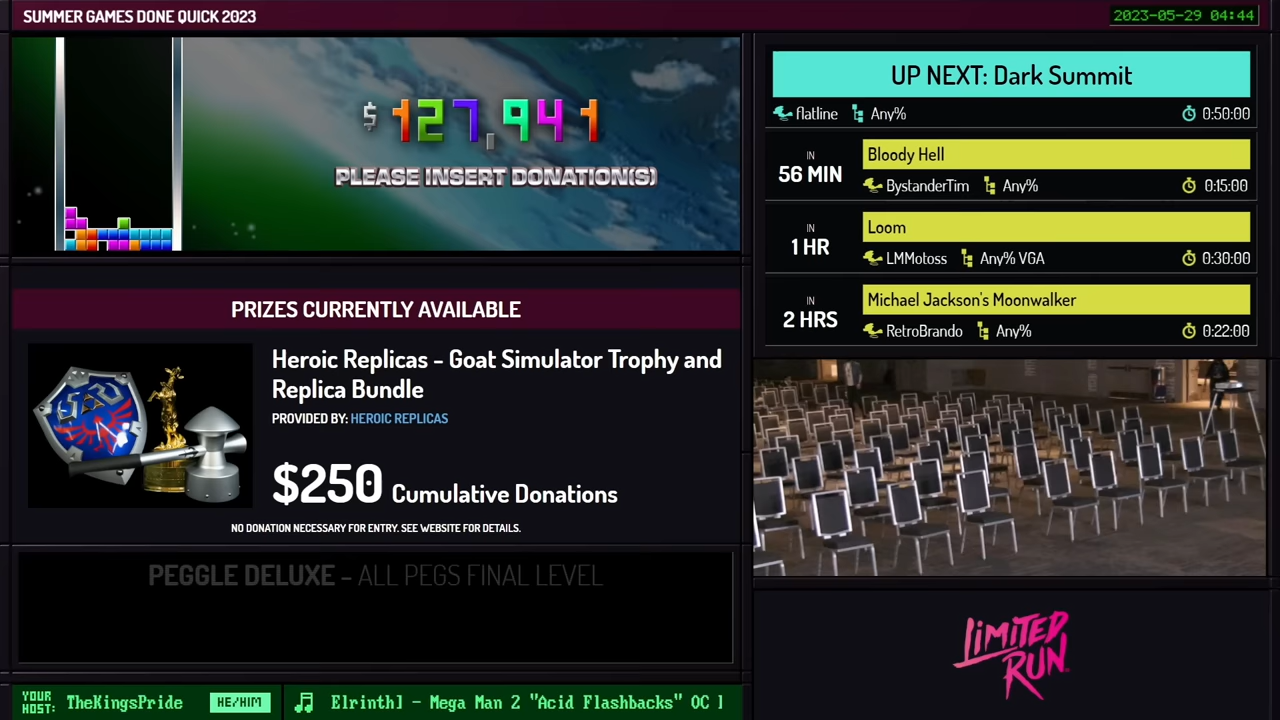 SUMMER GAMES DONE QUICK 2023
2023-05-29 04:44
$127,941
PLEASE INSERT DONATION(S)
UP NEXT: Dark Summit
flatline Any% 0:50:00
IN
56 MIN
Bloody Hell
BystanderTim Any% 0:15:00
IN
1 HR
Loom
LMMotoss Any% VGA 0:30:00
IN
2 HRS
Michael Jackson's Moonwalker
RetroBrando Any% 0:22:00
PRIZES CURRENTLY AVAILABLE
Heroic Replicas - Goat Simulator Trophy and
Replica Bundle
PROVIDED BY: HEROIC REPLICAS
$250 Cumulative Donations
NO DONATION NECESSARY FOR ENTRY. SEE WEBSITE FOR DETAILS.
PEGGLE DELUXE - ALL PEGS FINAL LEVEL
LIMITED
RUN
YOUR
HOST: TheKingsPride HE/HIM
Elrinth] - Mega Man 2 "Acid Flashbacks" OC